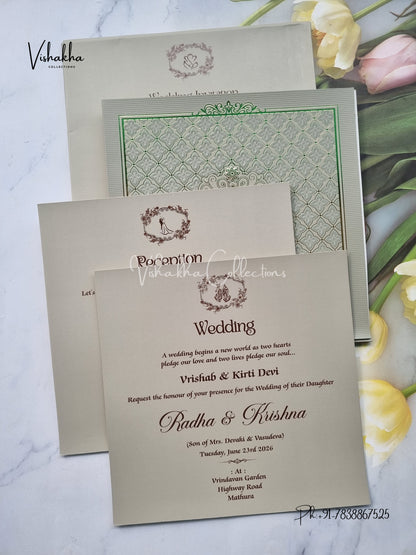 Vishakha
COLLECTIONS
Wedding Invitation
Reception
Let's
Vishakha Collections
Wedding
A wedding begins a new world as two hearts
pledge our love and two lives pledge our soul...
Vrishab & Kirti Devi
Request the honour of your presence for the Wedding of their Daughter
Radha & Krishna
(Son of Mrs. Devaki & Vasudeva)
Tuesday, June 23rd 2026
: At :
Vrindavan Garden
Highway Road
Mathura
Ph:+91-7838867525